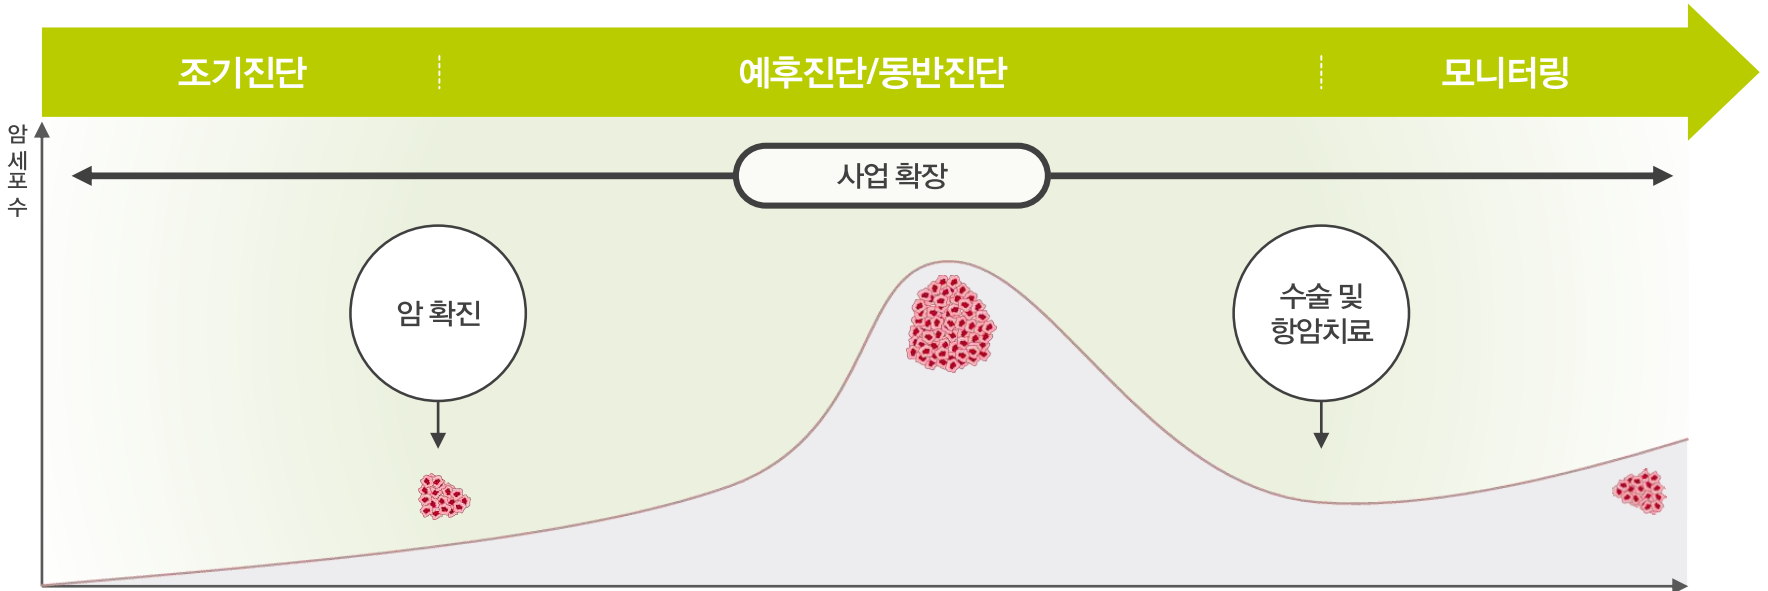 조기진단
예후진단/동반진단
모니터링
암세포수
사업 확장
암 확진
수술 및
항암치료